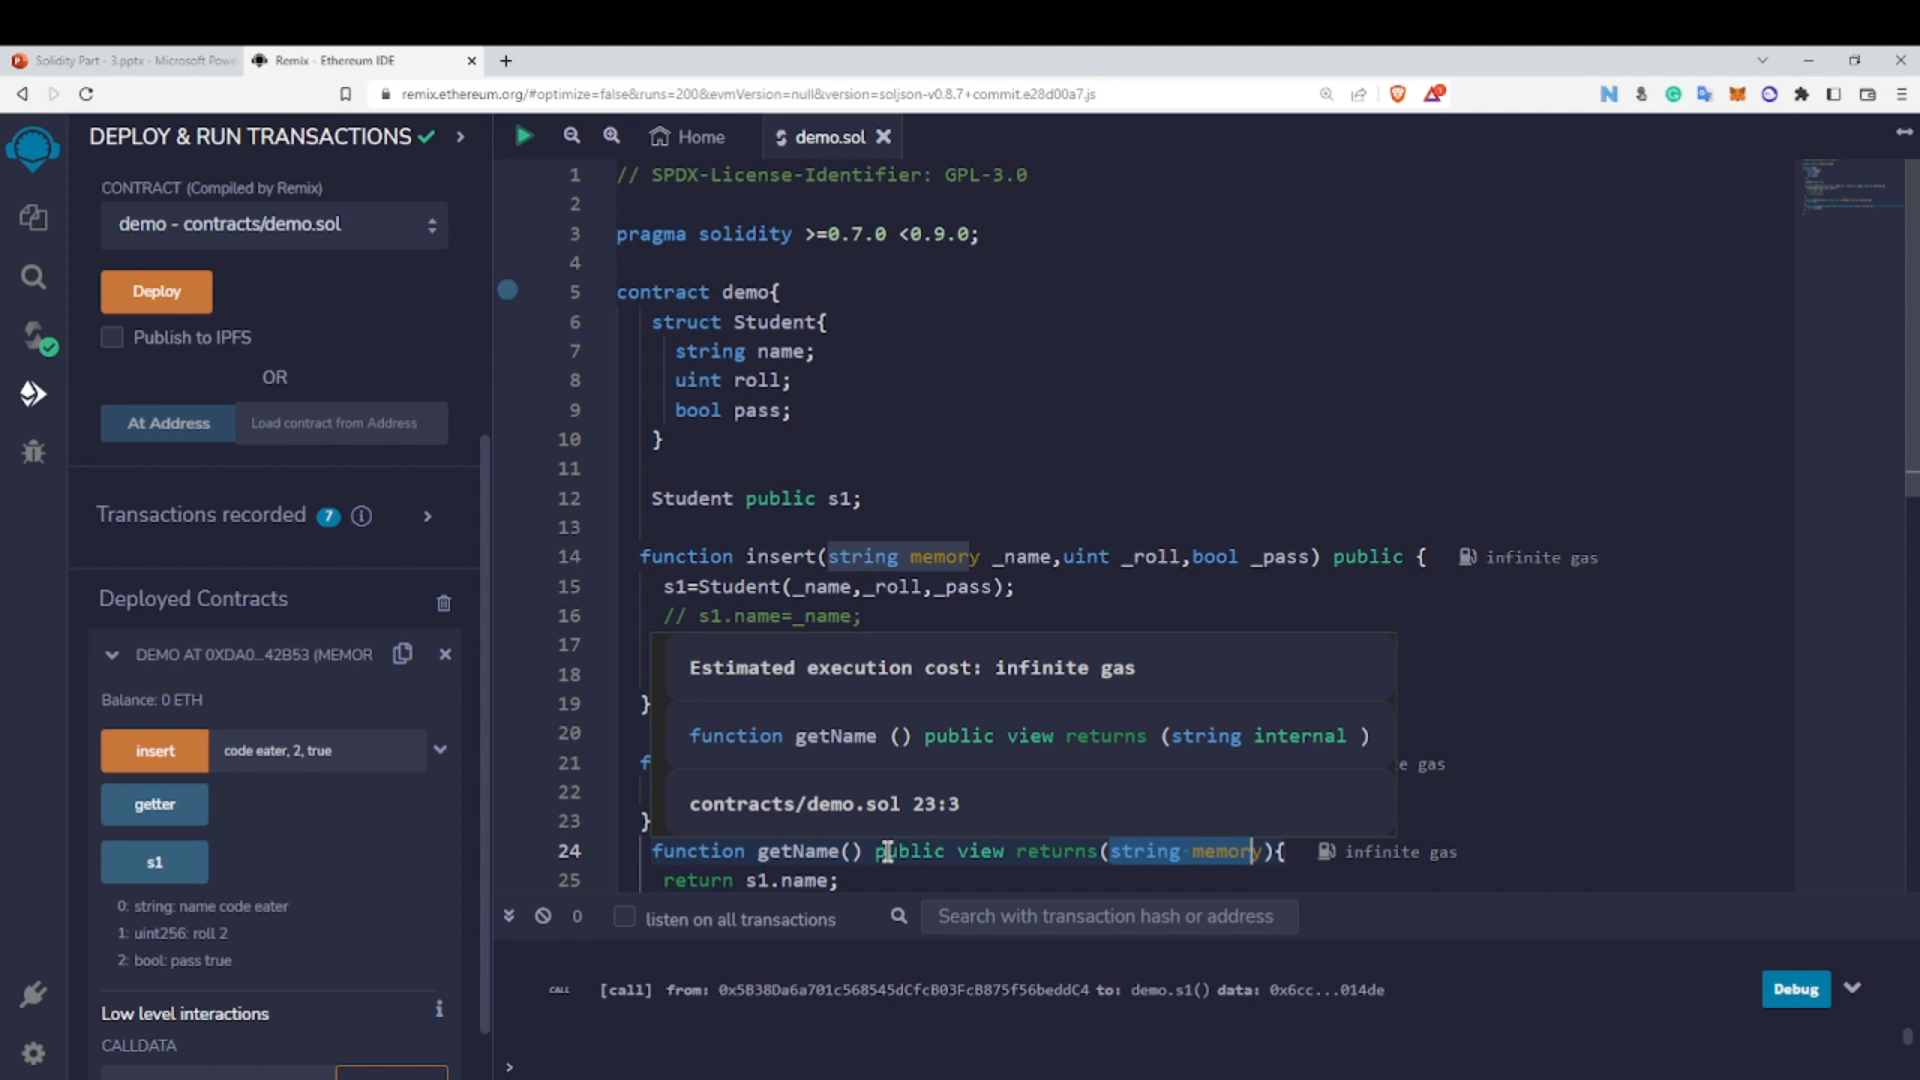 Solidity Part - 3.pptx - Microsoft Powe
Remix - Ethereum IDE
remix.ethereum.org/#optimize=false&runs=200&evmVersion=null&version=soljson-v0.8.7+commit.e28d00a7.js
DEPLOY & RUN TRANSACTIONS
CONTRACT (Compiled by Remix)
demo - contracts/demo.sol
Deploy
Publish to IPFS
OR
At Address
Load contract from Address
Transactions recorded 7
Deployed Contracts
DEMO AT 0XDA0...42B53 (MEMOR
Balance: 0 ETH
insert code eater, 2, true
getter
s1
0: string: name code eater
1: uint256: roll 2
2: bool: pass true
Low level interactions
CALLDATA
Home
demo.sol
1 // SPDX-License-Identifier: GPL-3.0
2
3 pragma solidity >=0.7.0 <0.9.0;
4
5 contract demo{
6 struct Student{
7 string name;
8 uint roll;
9 bool pass;
10 }
11
12 Student public s1;
13
14 function insert(string memory _name,uint _roll,bool _pass) public { infinite gas
15 s1=Student(_name,_roll,_pass);
16 // s1.name=_name;
17
18
19 }
20
21 f e gas
22
23 }
Estimated execution cost: infinite gas
function getName () public view returns (string internal )
contracts/demo.sol 23:3
24 function getName() public view returns(string memory){ infinite gas
25 return s1.name;
0
listen on all transactions
Search with transaction hash or address
CALL [call] from: 0x5B38Da6a701c568545dCfcB03FcB875f56beddC4 to: demo.s1() data: 0x6cc...014de
Debug
>